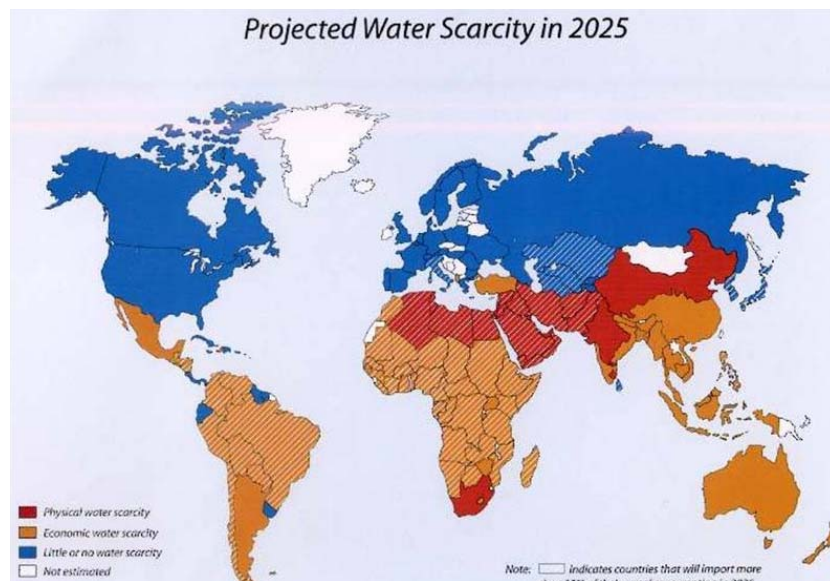 Projected Water Scarcity in 2025
Physical water scarcity
Economic water scarcity
Little or no water scarcity
Not estimated
Note: indicates countries that will import more